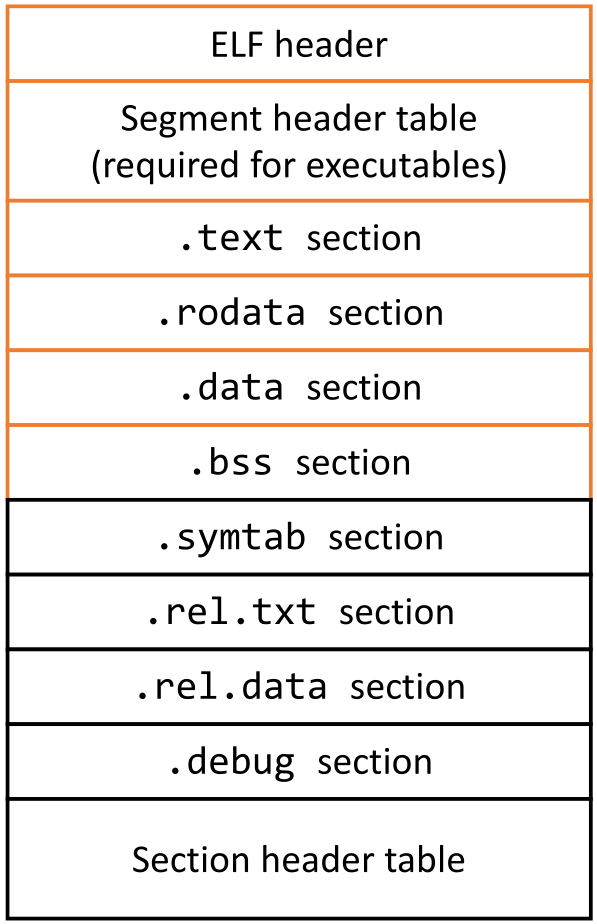 ELF header
Segment header table
(required for executables)
.text section
.rodata section
.data section
.bss section
.symtab section
.rel.txt section
.rel.data section
.debug section
Section header table